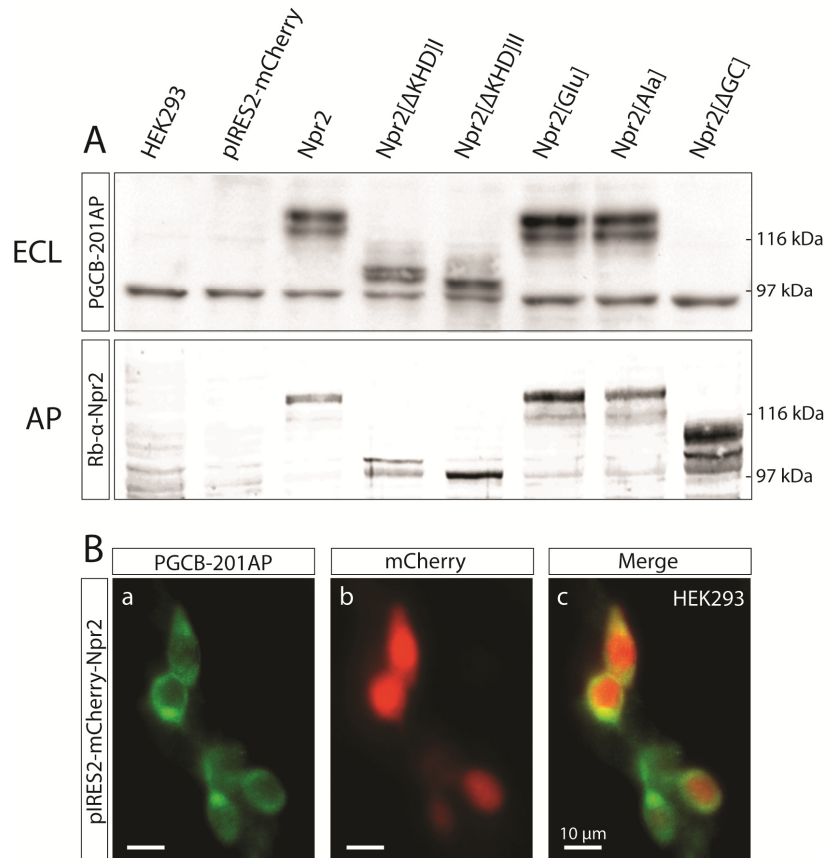 A
HEK293
pIRES2-mCherry
Npr2
Npr2[ΔKHD]I
Npr2[ΔKHD]III
Npr2[Glu]
Npr2[Ala]
Npr2[ΔGC]
ECL
PGCB-201AP
116 kDa
97 kDa
AP
Rb-α-Npr2
116 kDa
97 kDa
B
PGCB-201AP
mCherry
Merge
pIRES2-mCherry-Npr2
a
b
c
HEK293
10 µm